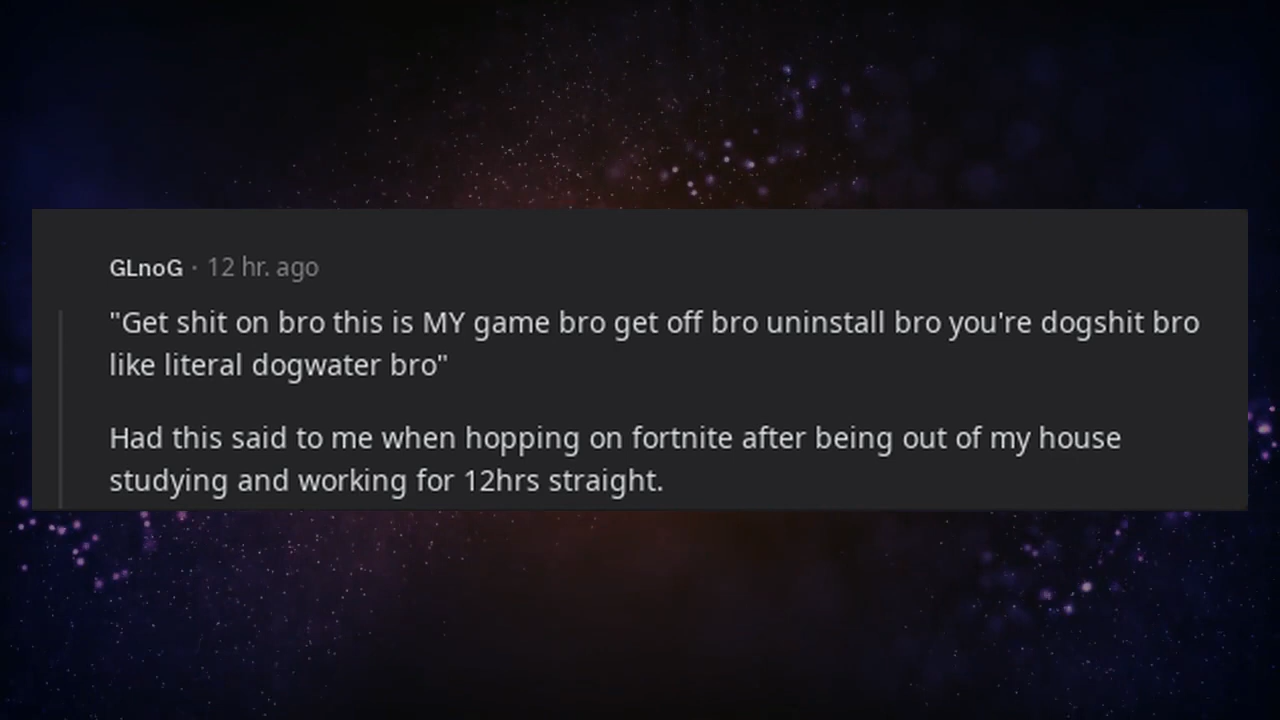 GLnoG · 12 hr. ago
"Get shit on bro this is MY game bro get off bro uninstall bro you're dogshit bro
like literal dogwater bro"
Had this said to me when hopping on fortnite after being out of my house
studying and working for 12hrs straight.